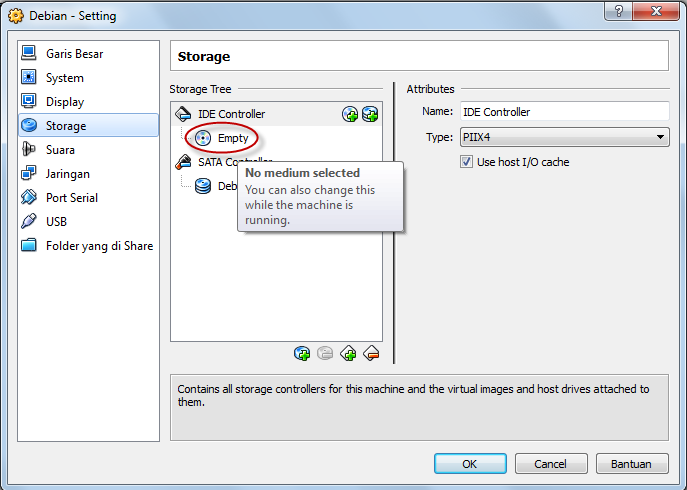 Debian - Setting
?
Garis Besar
System
Display
Storage
Suara
Jaringan
Port Serial
USB
Folder yang di Share
Storage
Storage Tree
IDE Controller
Empty
SATA Controller
Deb
No medium selected
You can also change this
while the machine is
running.
Attributes
Name: IDE Controller
Type: PIIX4
Use host I/O cache
Contains all storage controllers for this machine and the virtual images and host drives attached to
them.
OK
Cancel
Bantuan